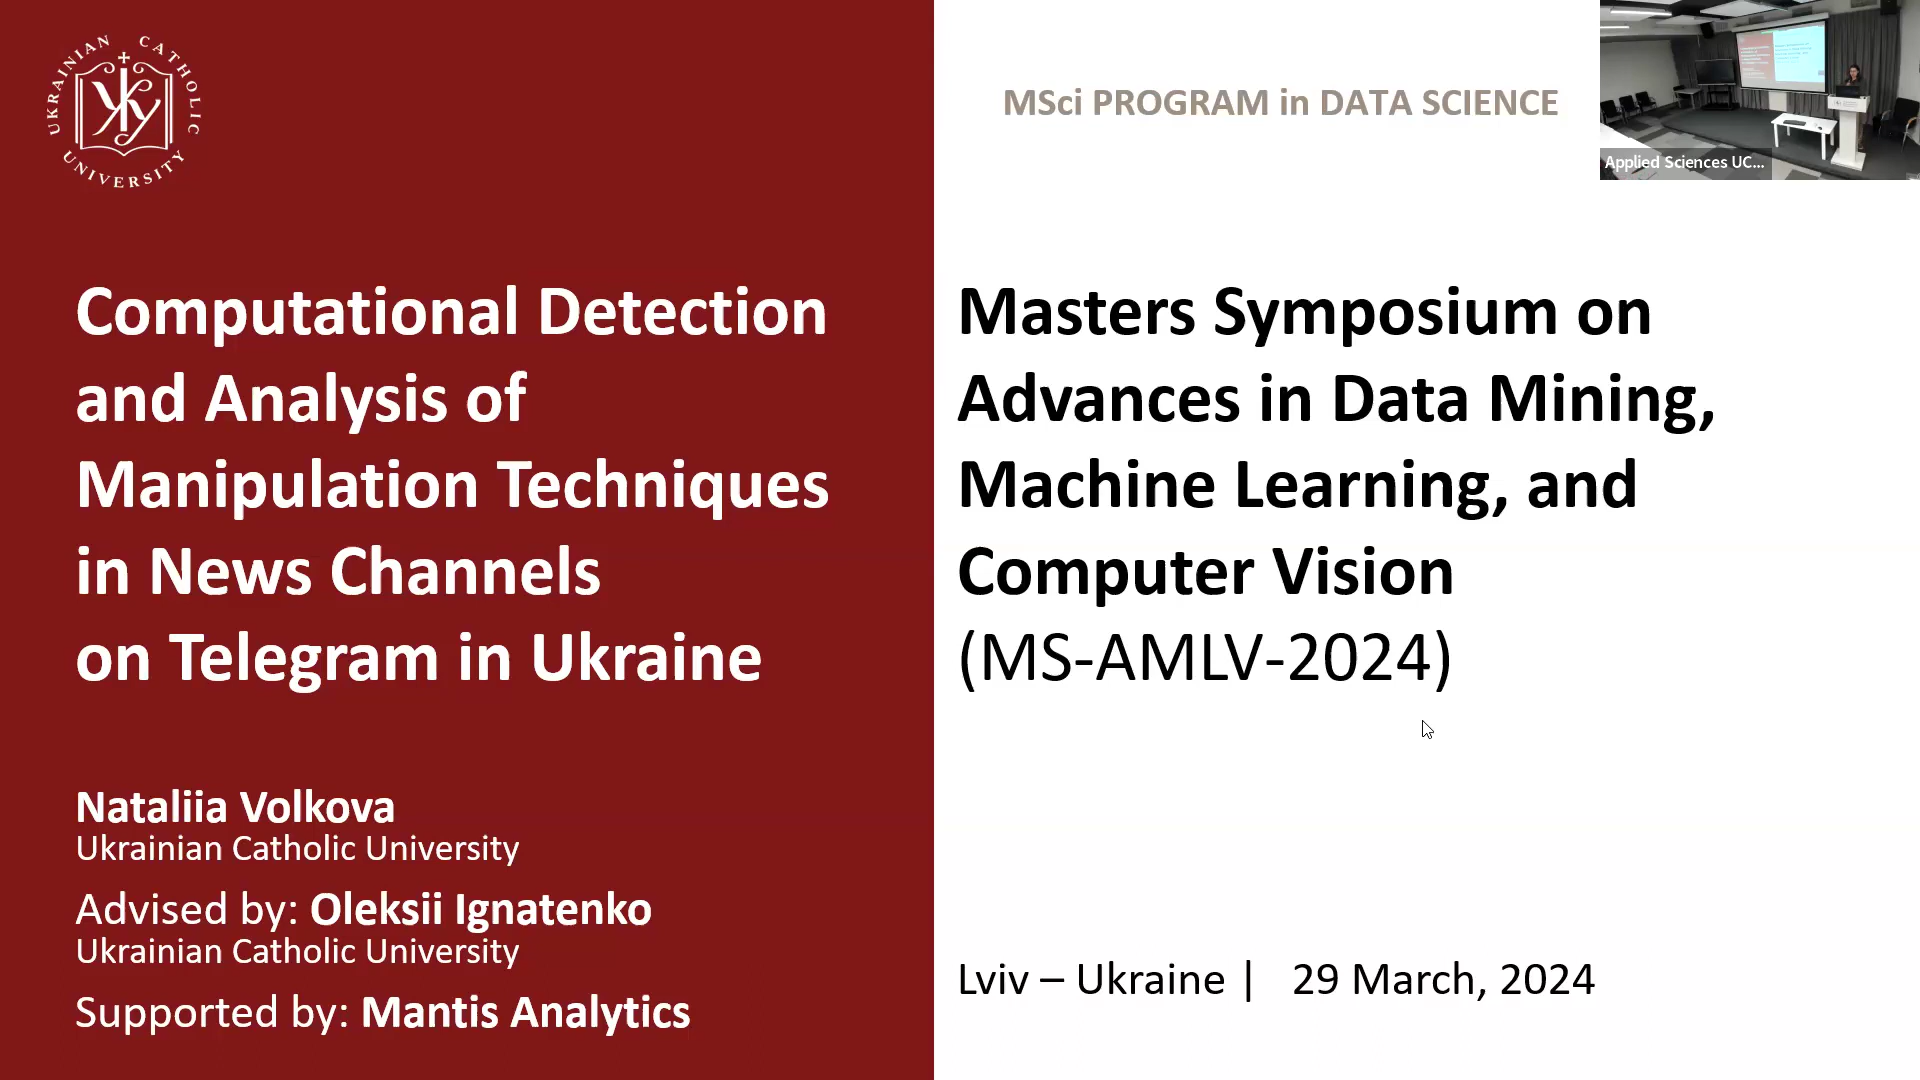 UKRAINIAN CATHOLIC UNIVERSITY
Computational Detection
and Analysis of
Manipulation Techniques
in News Channels
on Telegram in Ukraine
Nataliia Volkova
Ukrainian Catholic University
Advised by: Oleksii Ignatenko
Ukrainian Catholic University
Supported by: Mantis Analytics
MSci PROGRAM in DATA SCIENCE
Masters Symposium on
Advances in Data Mining,
Machine Learning, and
Computer Vision
(MS-AMLV-2024)
Lviv – Ukraine | 29 March, 2024
Applied Sciences UC...